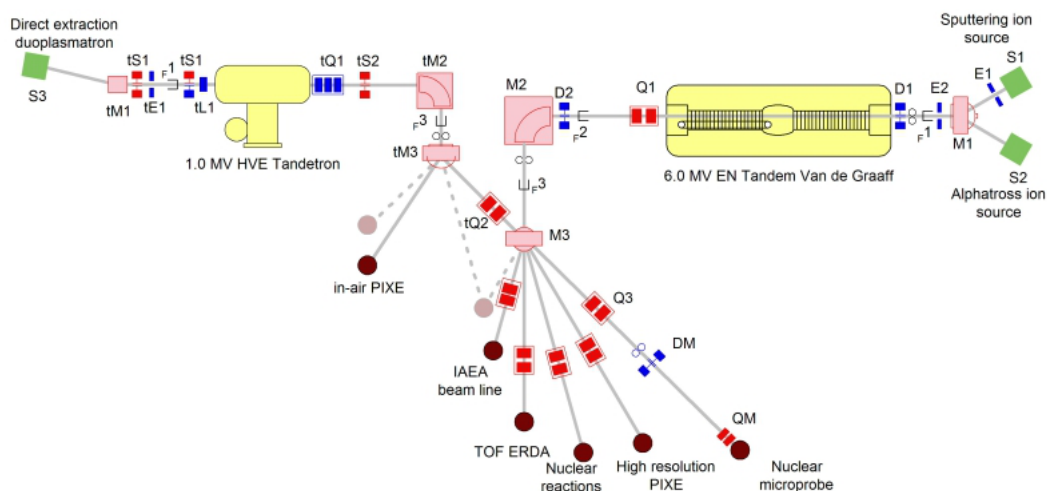 Direct extraction
duoplasmatron
S3
tM1
tS1
tE1
F1
tS1
tL1
tQ1
tS2
tM2
1.0 MV HVE Tandetron
F3
tM3
tQ2
in-air PIXE
M2
D2
F2
Q1
6.0 MV EN Tandem Van de Graaff
D1
F1
E2
E1
M1
Sputtering ion
source
S1
S2
Alphatross ion
source
F3
M3
Q3
DM
QM
IAEA
beam line
TOF ERDA
Nuclear
reactions
High resolution
PIXE
Nuclear
microprobe